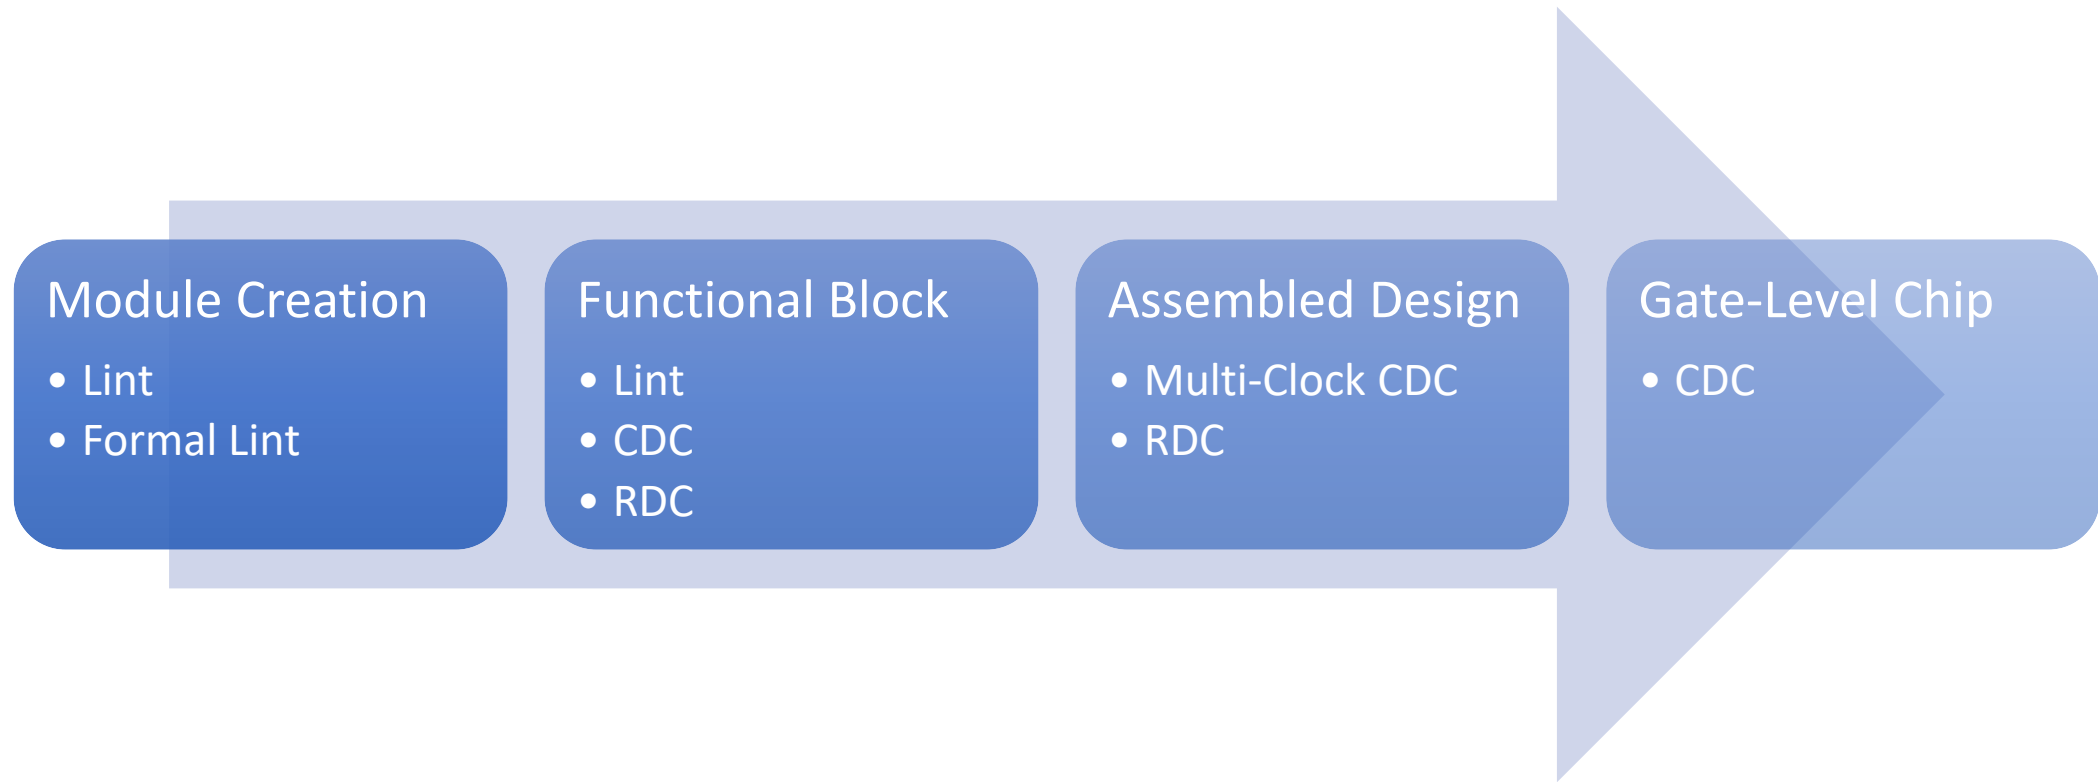 Module Creation
• Lint
• Formal Lint
Functional Block
• Lint
• CDC
• RDC
Assembled Design
• Multi-Clock CDC
• RDC
Gate-Level Chip
• CDC